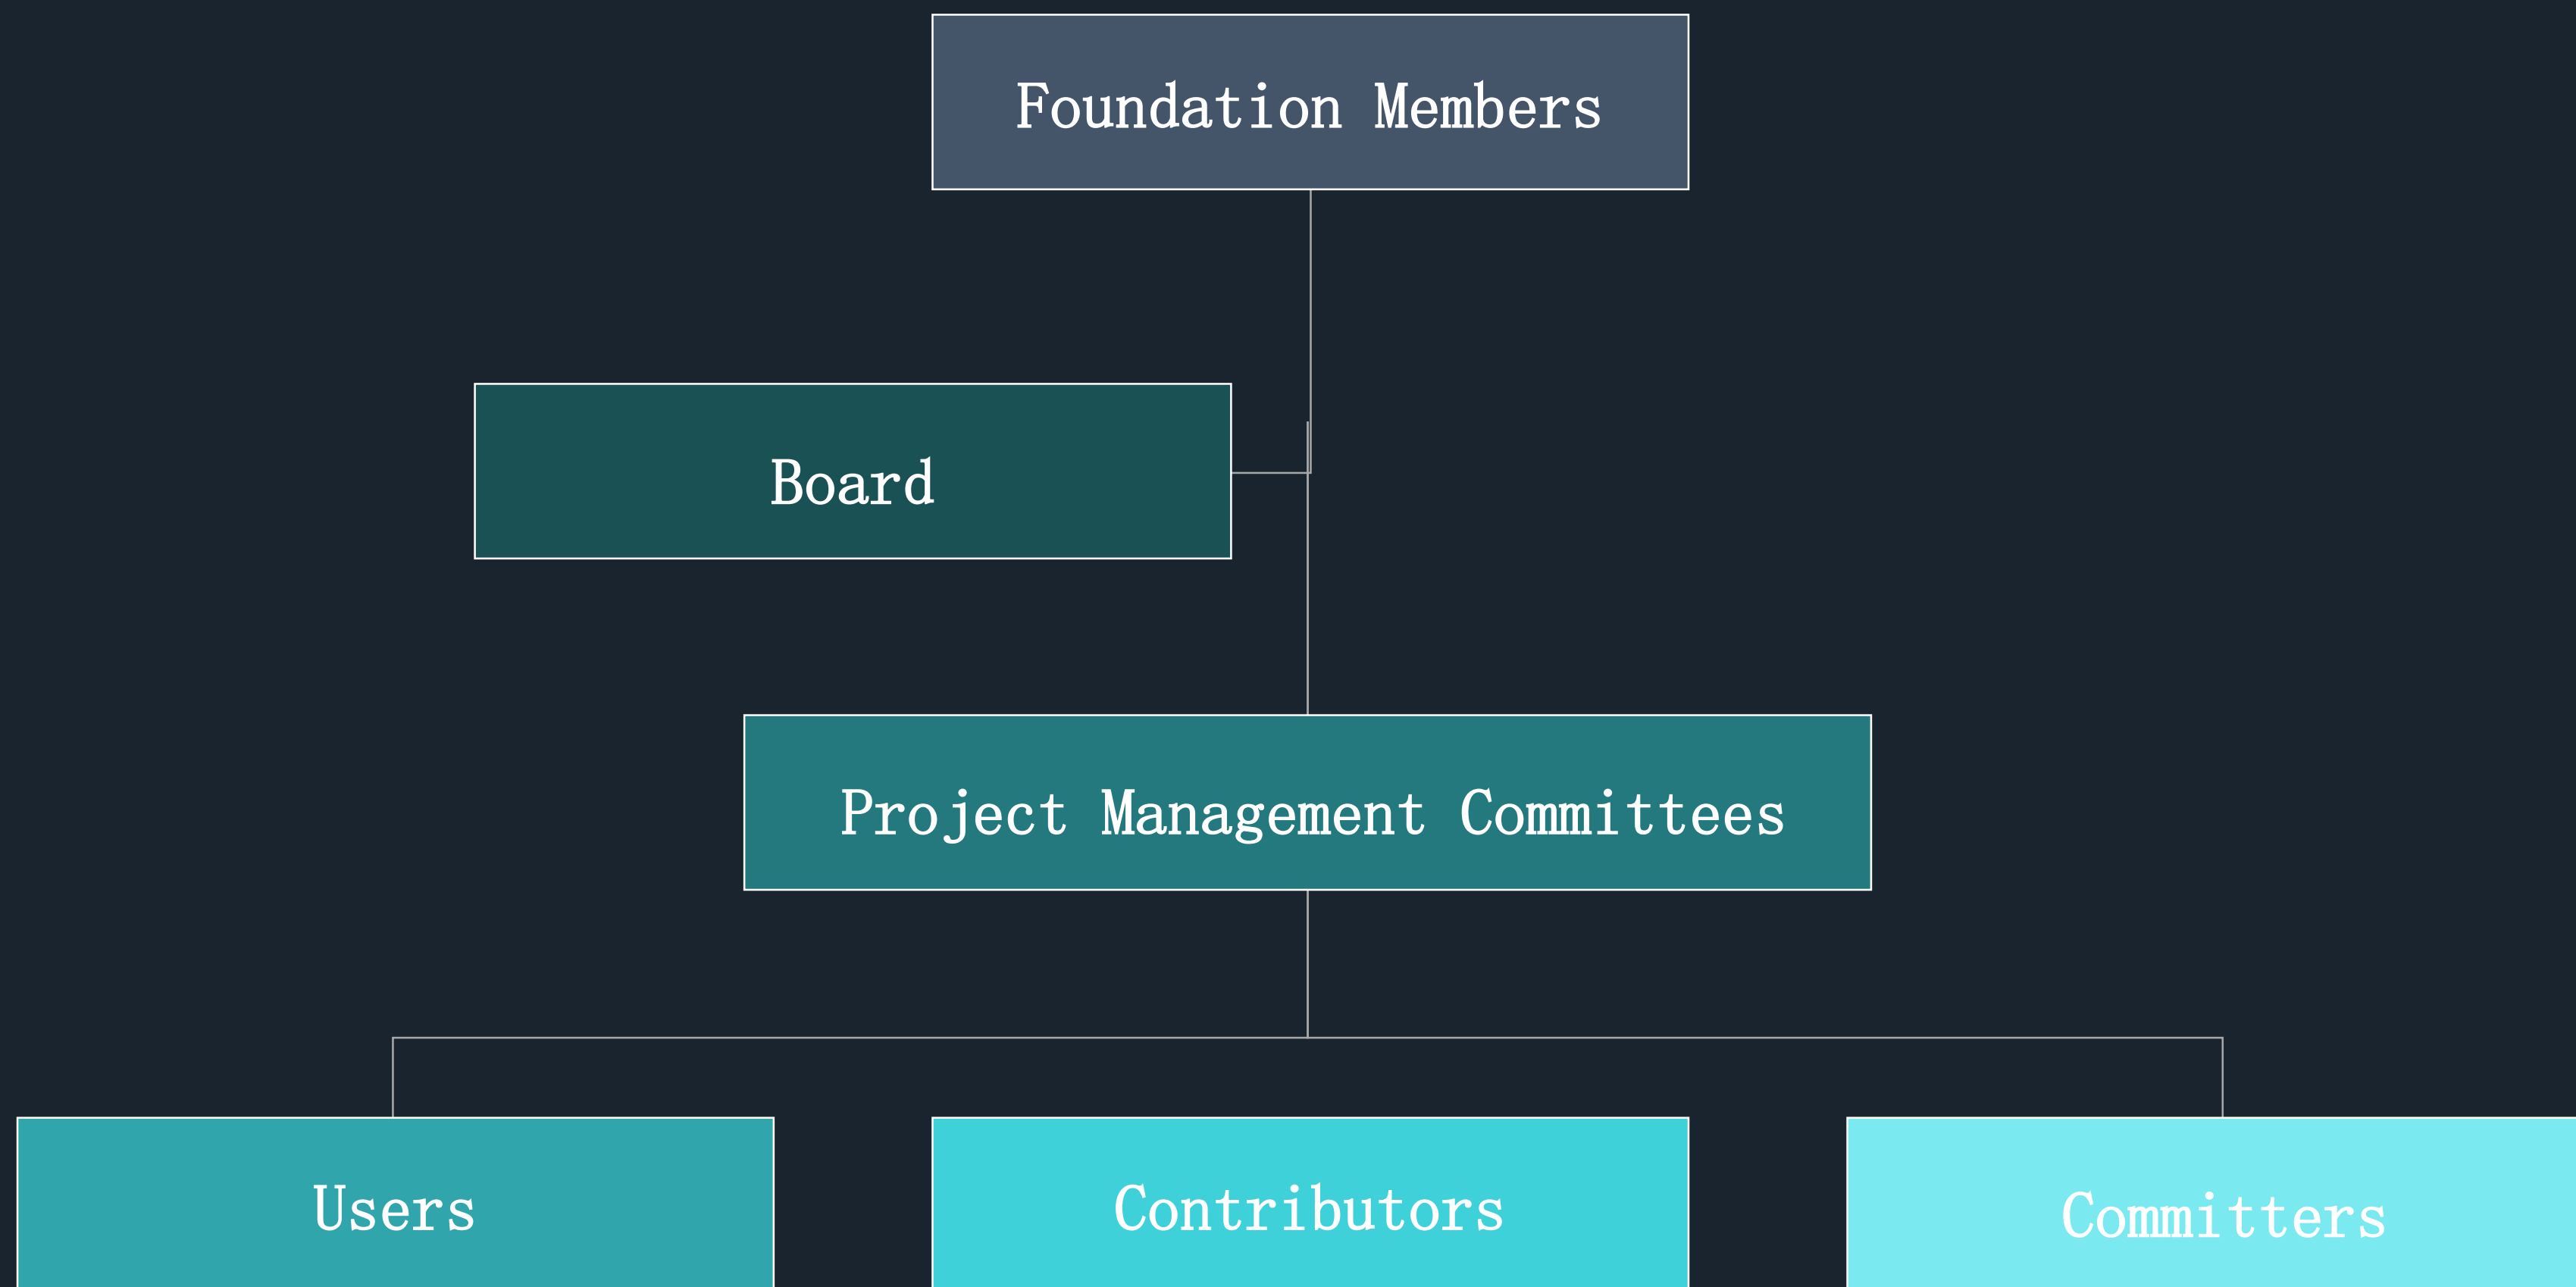 Foundation Members
Board
Project Management Committees
Users
Contributors
Committers